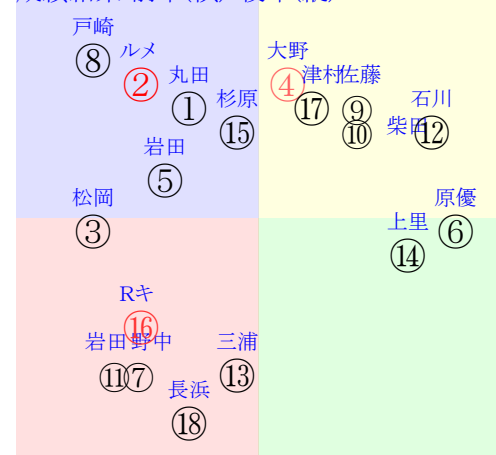 戸崎
⑧
ルメ
②
丸田
①
杉原
⑮
大野
④
津村
⑰
佐藤
⑨
⑩
柴田
石川
⑫
岩田
⑤
松岡
③
原優
⑥
上里
⑭
Rキ
⑯
岩田
⑪
野中
⑦
三浦
⑬
長浜
⑱